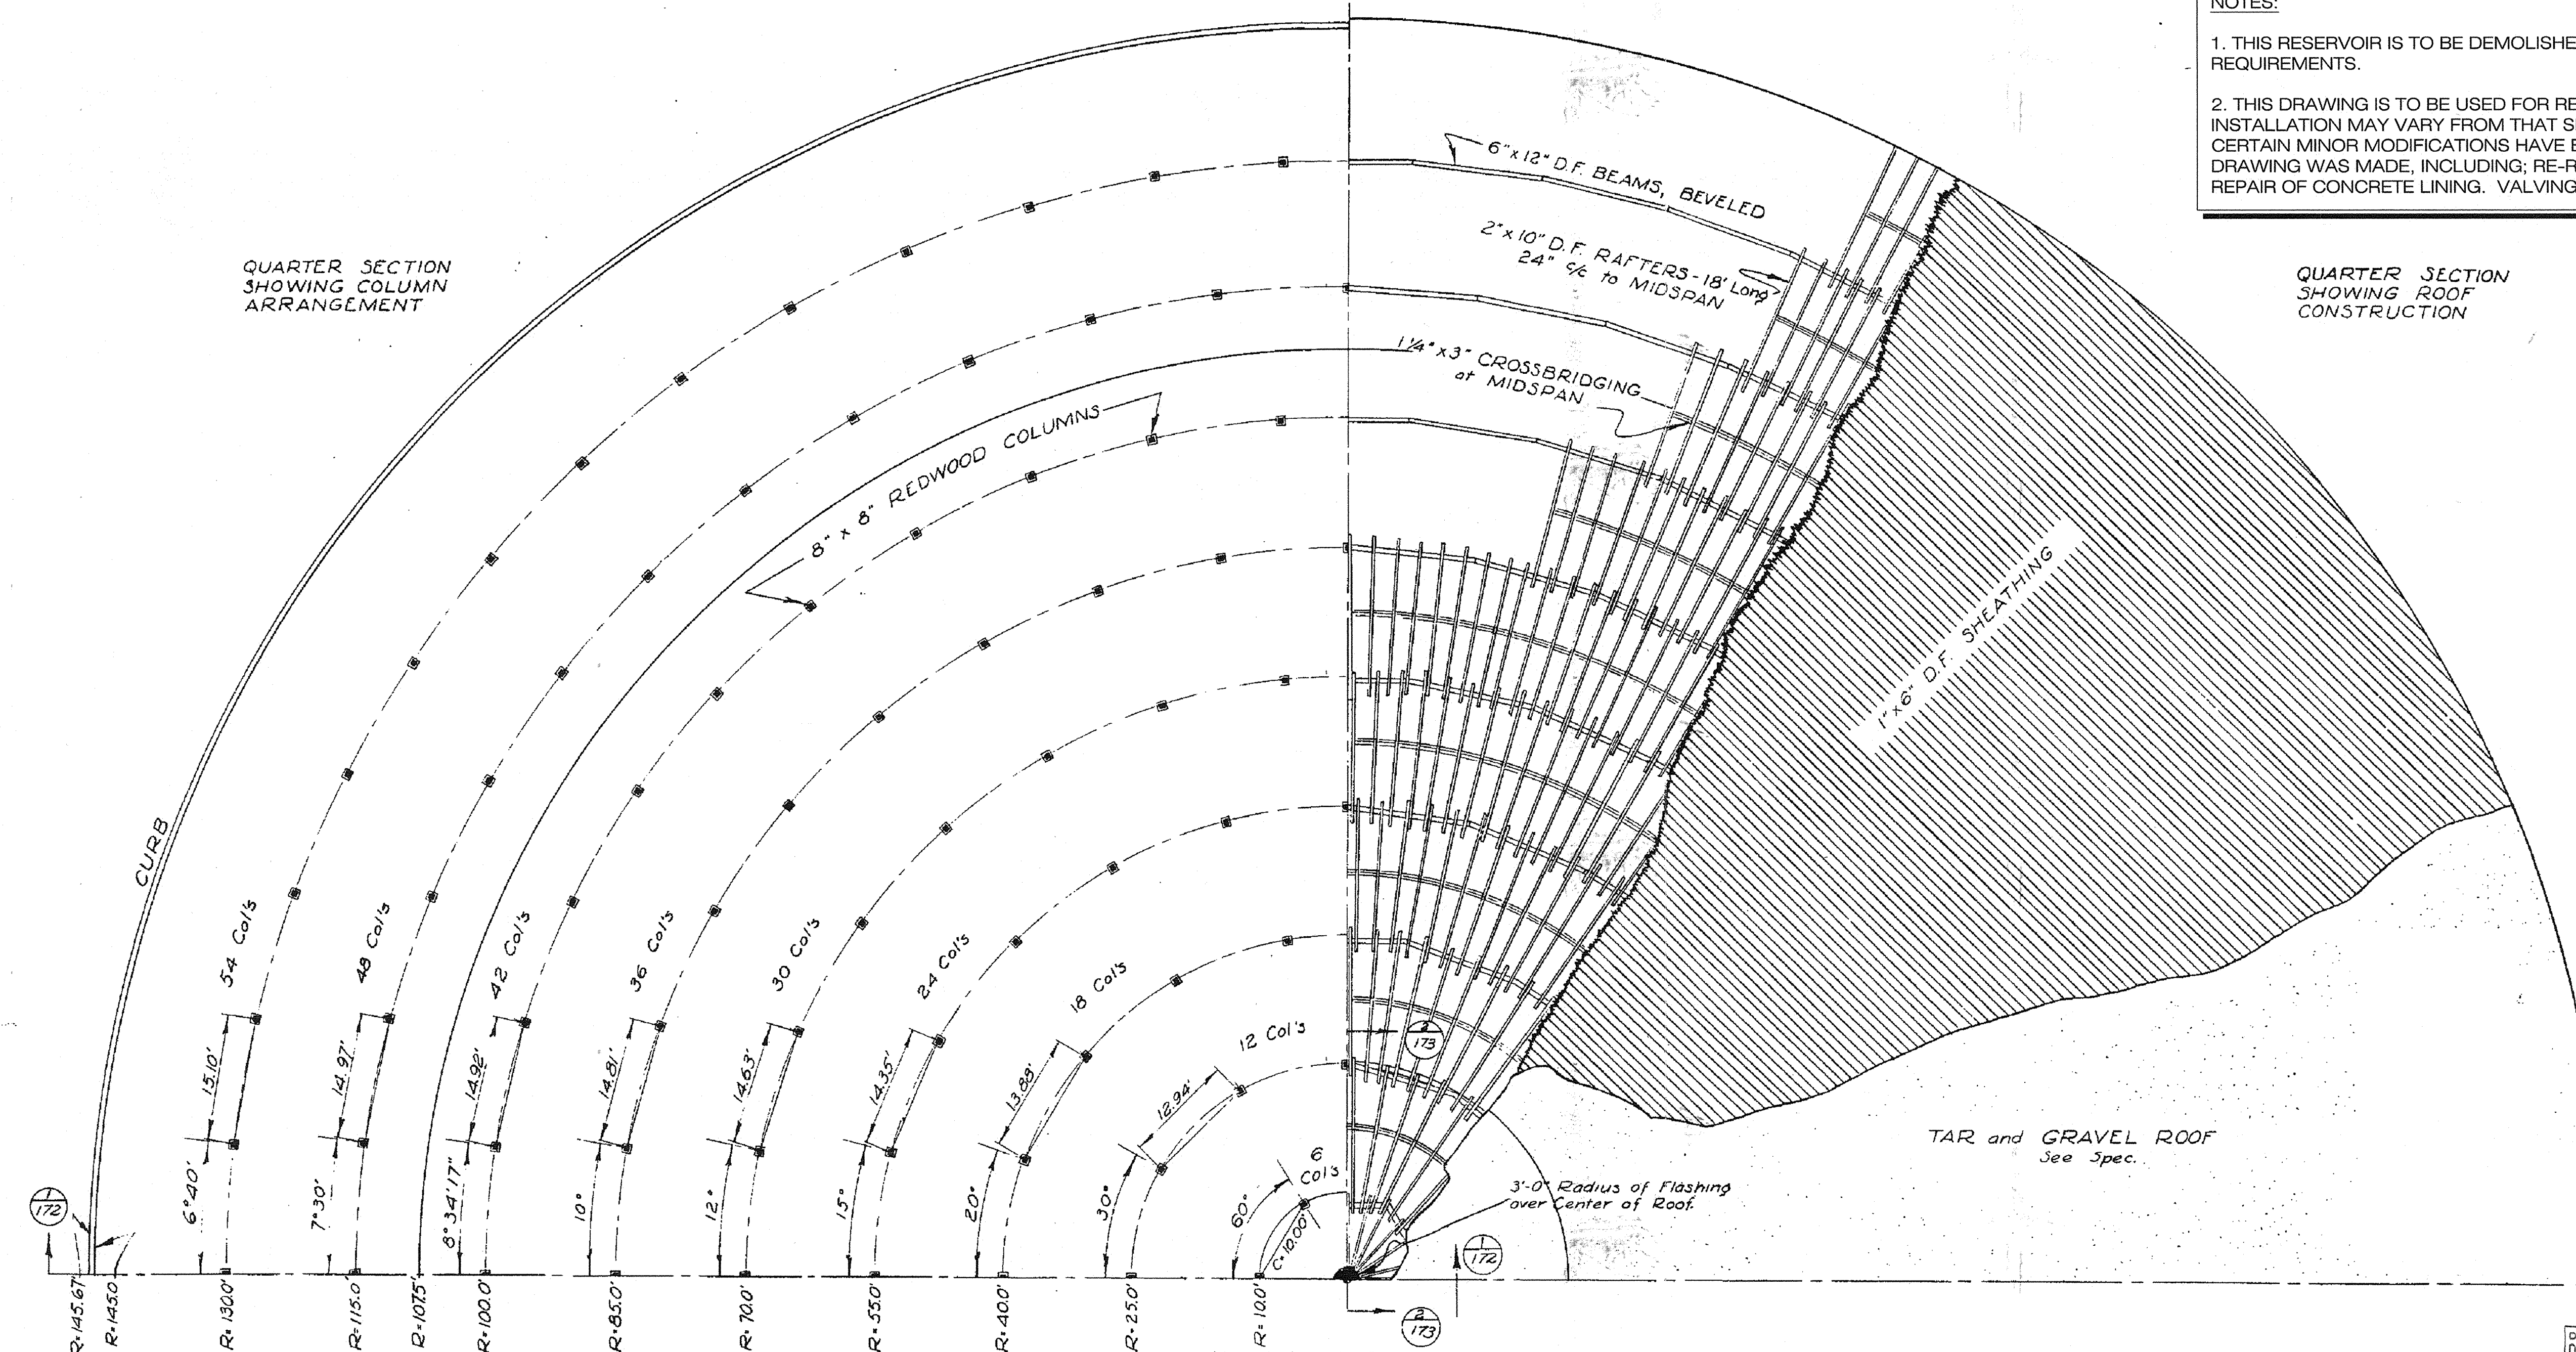 NOTES:
1. THIS RESERVOIR IS TO BE DEMOLISHE
REQUIREMENTS.
2. THIS DRAWING IS TO BE USED FOR RE
INSTALLATION MAY VARY FROM THAT S
CERTAIN MINOR MODIFICATIONS HAVE
DRAWING WAS MADE, INCLUDING; RE-R
REPAIR OF CONCRETE LINING. VALVING
QUARTER SECTION
SHOWING COLUMN
ARRANGEMENT
6"x12" D.F. BEAMS, BEVELED
2"x10" D.F. RAFTERS - 18' Long
24" c/c to MIDSPAN
QUARTER SECTION
SHOWING ROOF
CONSTRUCTION
1¼"x3" CROSSBRIDGING
at MIDSPAN
8" x 8" REDWOOD COLUMNS
1"x6" D.F. SHEATHING
CURB
54 Col's
48 Col's
42 Col's
36 Col's
30 Col's
24 Col's
18 Col's
12 Col's
6
Col's
15.10'
14.97'
14.92'
14.81'
14.63'
14.35'
13.88'
12.94'
C=10.00'
6°40'
7°30'
8°34'17"
10°
12°
15°
20°
30°
60°
2
173
TAR and GRAVEL ROOF
See Spec.
3'-0" Radius of Flashing
over Center of Roof.
1
172
1
172
2
173
R=145.67'
R=145.0'
R=130.0'
R=115.0'
R=107.5'
R=100.0'
R=85.0'
R=70.0'
R=55.0'
R=40.0'
R=25.0'
R=10.0'